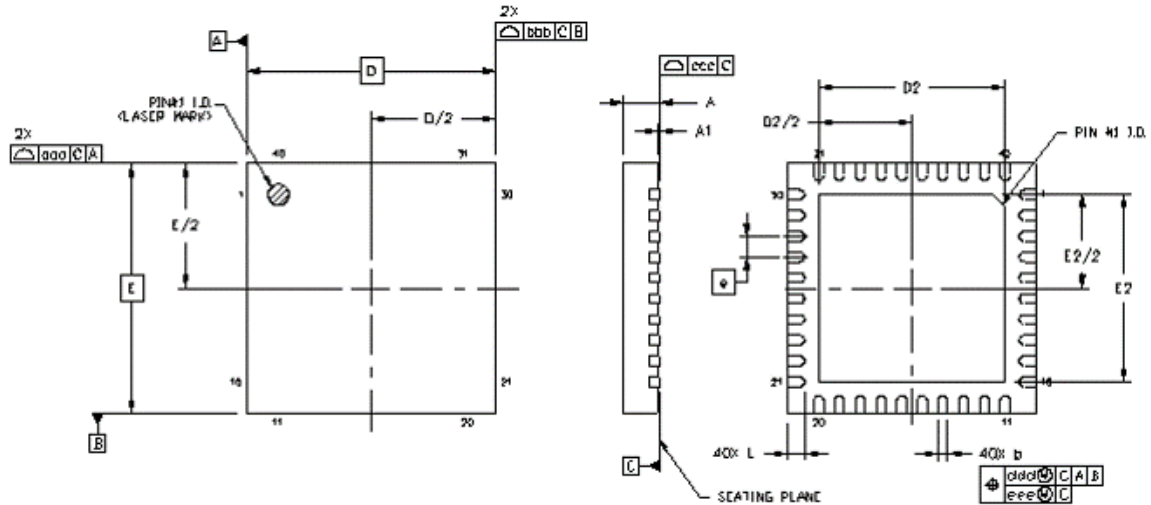 2X
bbb C B
A
D
PIN#1 I.D.
(LASER MARK)
D/2
2X
aaa C A
40
31
1
30
E/2
E
10
21
11
20
B
ccc C
A
A1
C
SEATING PLANE
D2
D2/2
PIN #1 I.D.
31
40
30
1
e
E2/2
E2
21
10
20
11
40X L
40X b
ddd M C A B
eee M C